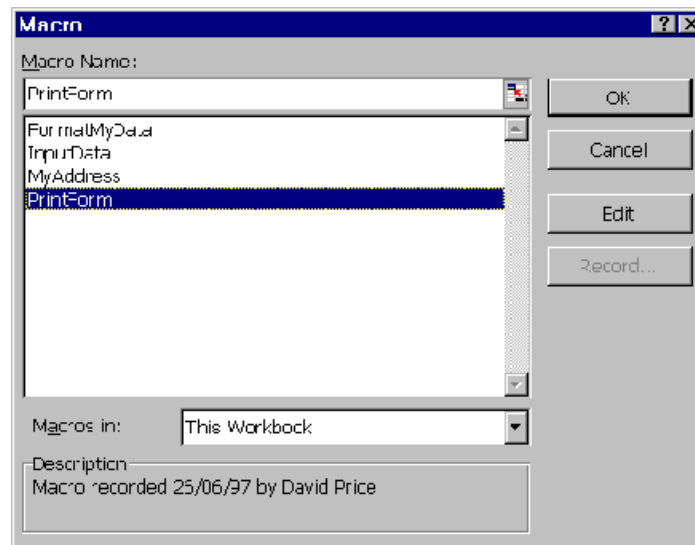 Macro
Macro Name:
PrintForm
OK
FormatMyData
InputData
Cancel
MyAddress
PrintForm
Edit
Record...
Macros in:
This Workbook
Description
Macro recorded 25/06/97 by David Price